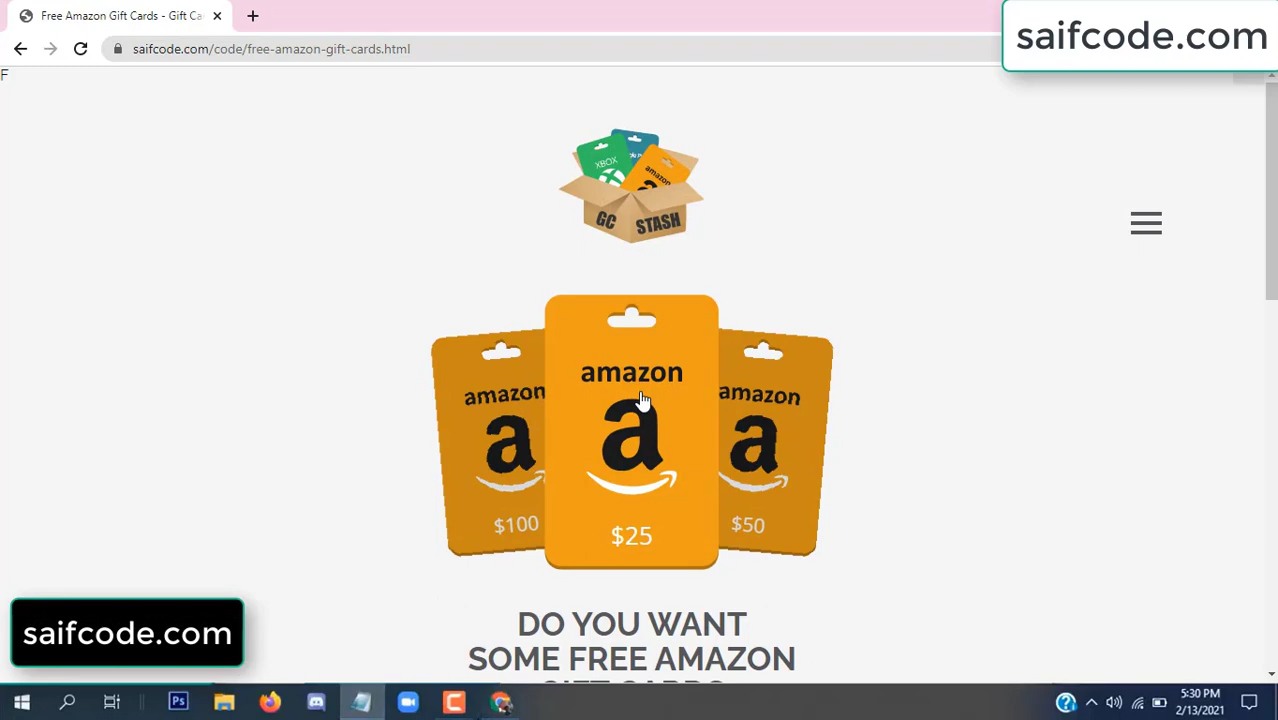 Free Amazon Gift Cards - Gift Ca
saifcode.com/code/free-amazon-gift-cards.html
saifcode.com
F
XBOX
amazon
GC STASH
amazon
$100
amazon
a
$25
amazon
$50
DO YOU WANT
SOME FREE AMAZON
GIFT CARDS
saifcode.com
Ps
5:30 PM
2/13/2021